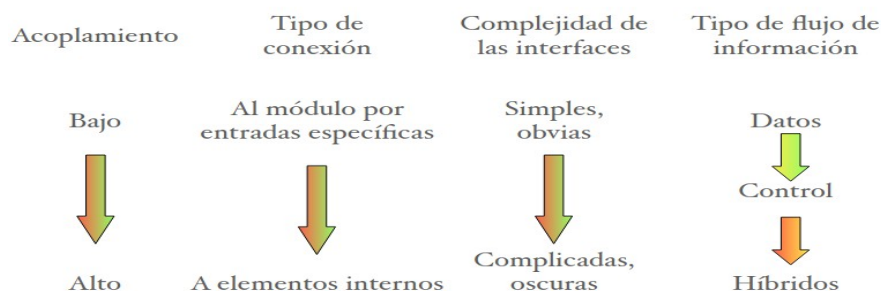 Acoplamiento
Tipo de
conexión
Complejidad de
las interfaces
Tipo de flujo de
información
Bajo
Al módulo por
entradas específicas
Simples,
obvias
Datos
Control
Alto
A elementos internos
Complicadas,
oscuras
Híbridos